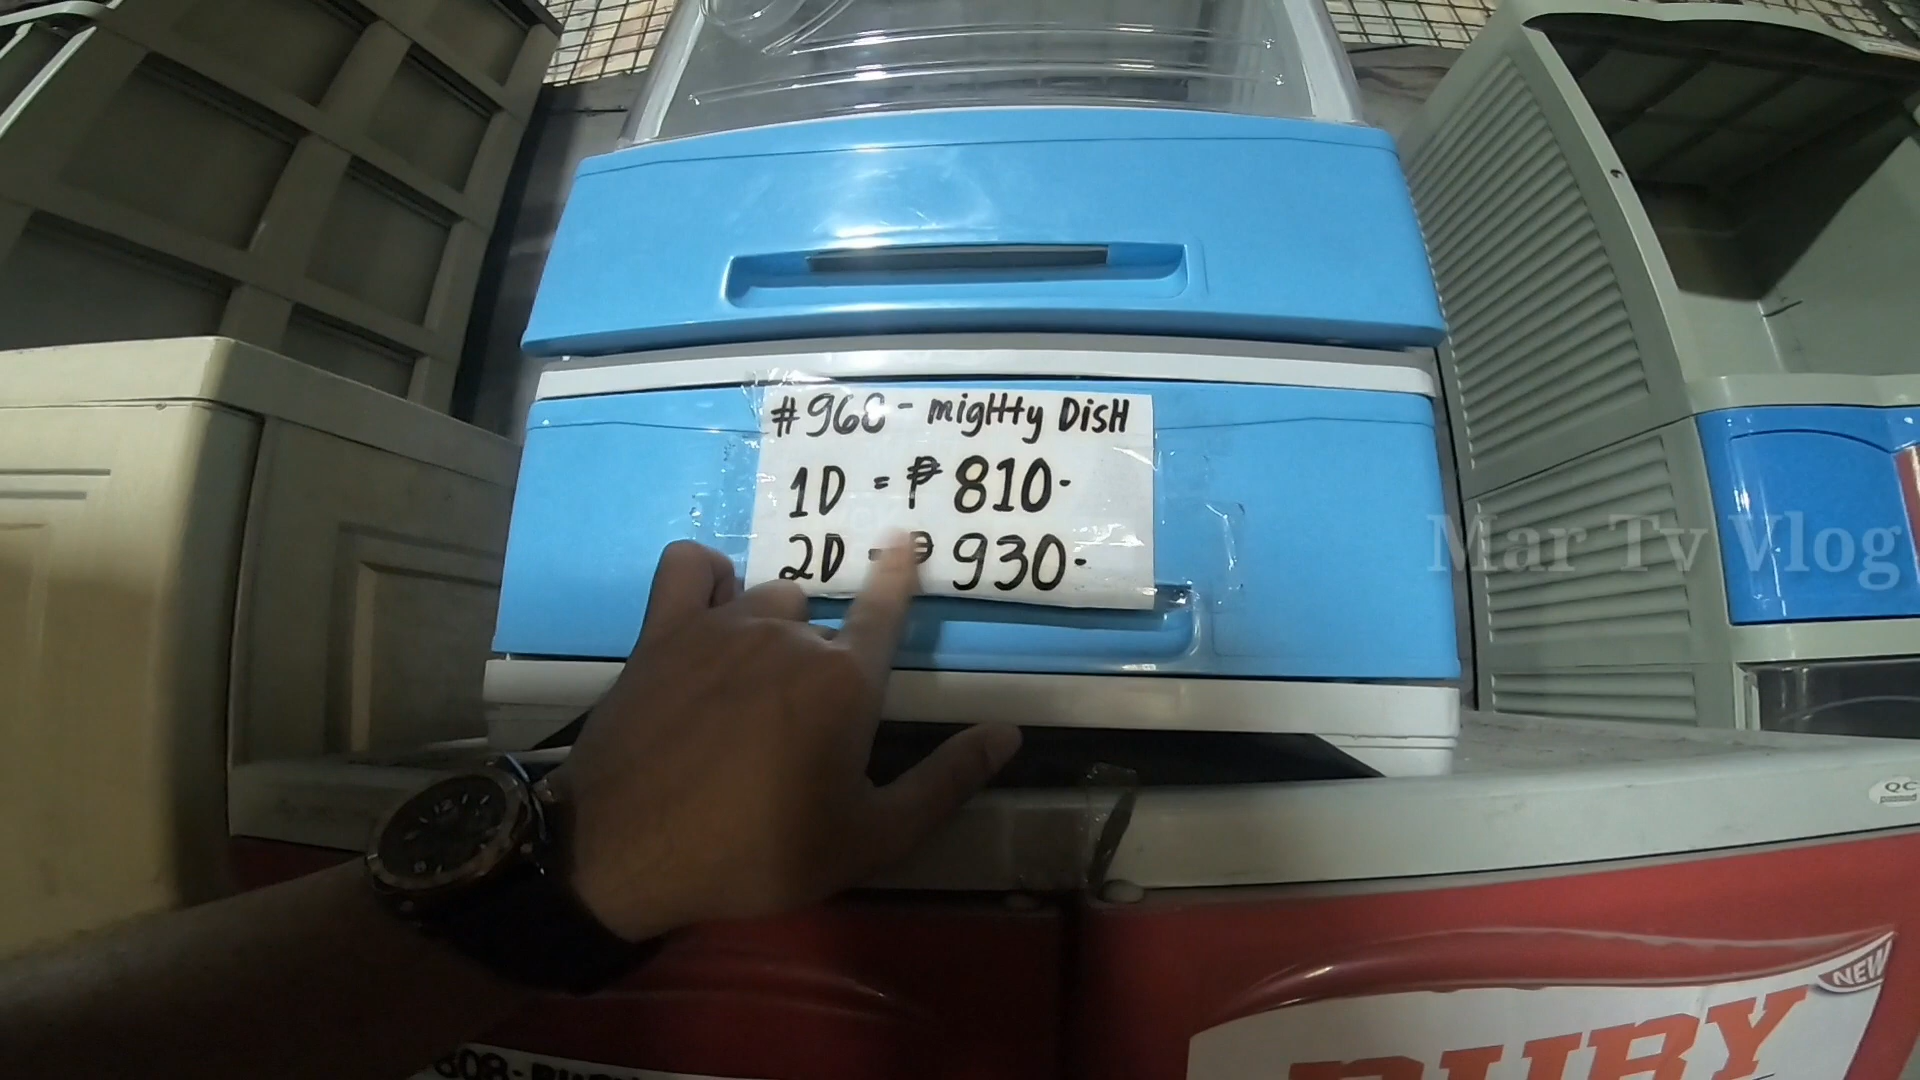 #968 - migHty DisH
1D = ₱ 810-
2D = ₱ 930-
Mar Tv Vlog
QC
NEW
RUBY